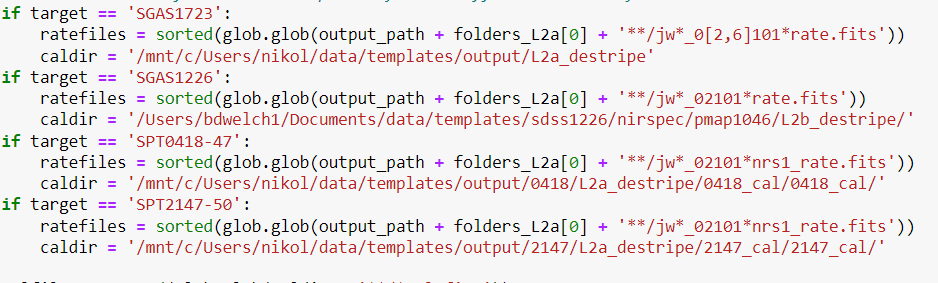 if target == 'SGAS1723':
    ratefiles = sorted(glob.glob(output_path + folders_L2a[0] + '**/jw*_0[2,6]101*rate.fits'))
    caldir = '/mnt/c/Users/nikol/data/templates/output/L2a_destripe'
if target == 'SGAS1226':
    ratefiles = sorted(glob.glob(output_path + folders_L2a[0] + '**/jw*_02101*rate.fits'))
    caldir = '/Users/bdwelch1/Documents/data/templates/sdss1226/nirspec/pmap1046/L2b_destripe/'
if target == 'SPT0418-47':
    ratefiles = sorted(glob.glob(output_path + folders_L2a[0] + '**/jw*_02101*nrs1_rate.fits'))
    caldir = '/mnt/c/Users/nikol/data/templates/output/0418/L2a_destripe/0418_cal/0418_cal/'
if target == 'SPT2147-50':
    ratefiles = sorted(glob.glob(output_path + folders_L2a[0] + '**/jw*_02101*nrs1_rate.fits'))
    caldir = '/mnt/c/Users/nikol/data/templates/output/2147/L2a_destripe/2147_cal/2147_cal/'